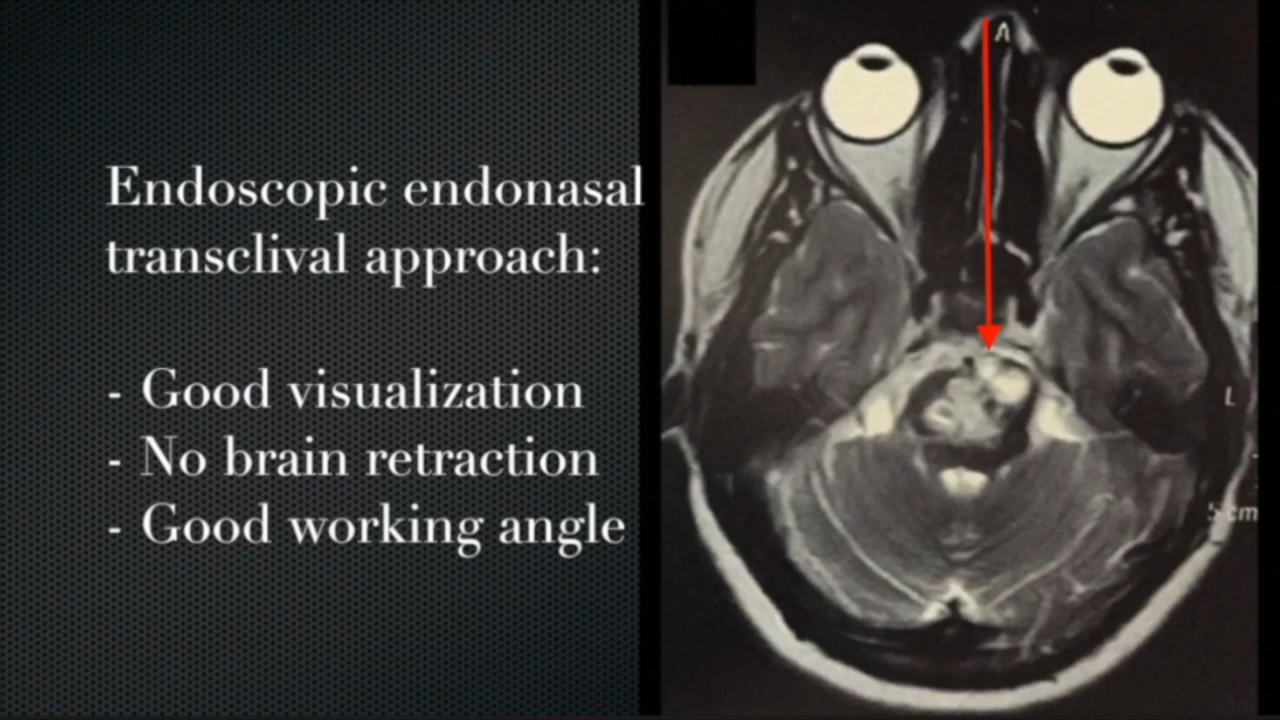 Endoscopic endonasal
transclival approach:
- Good visualization
- No brain retraction
- Good working angle
A
L
5 cm